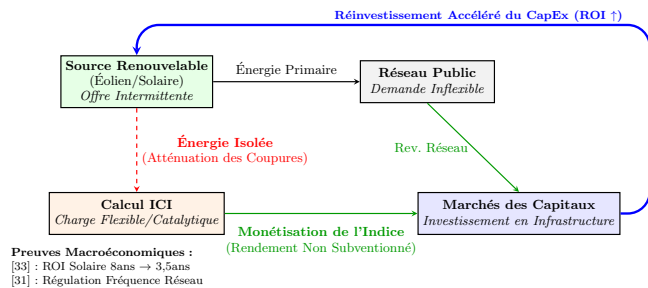 Réinvestissement Accéléré du CapEx (ROI ↑)
Source Renouvelable
(Éolien/Solaire)
Offre Intermittente
Énergie Primaire
Réseau Public
Demande Inflexible
Énergie Isolée
(Atténuation des Coupures)
Rev. Réseau
Calcul ICI
Charge Flexible/Catalytique
Monétisation de l'Indice
(Rendement Non Subventionné)
Marchés des Capitaux
Investissement en Infrastructure
Preuves Macroéconomiques :
[33] : ROI Solaire 8ans → 3,5ans
[31] : Régulation Fréquence Réseau